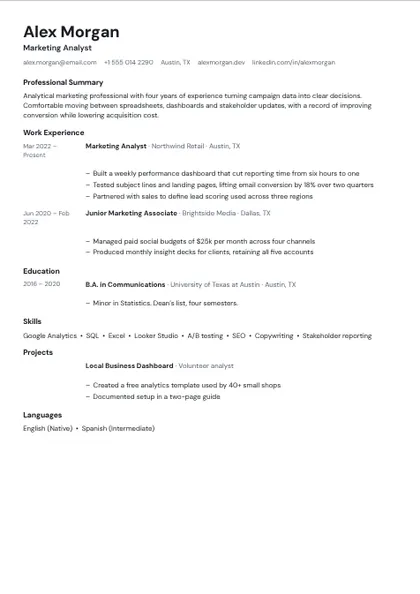 Alex Morgan
Marketing Analyst
alex.morgan@email.com +1 555 014 2290 Austin, TX alexmorgan.dev linkedin.com/in/alexmorgan
Professional Summary
Analytical marketing professional with four years of experience turning campaign data into clear decisions.
Comfortable moving between spreadsheets, dashboards and stakeholder updates, with a record of improving
conversion while lowering acquisition cost.
Work Experience
Mar 2022 – Present
Marketing Analyst · Northwind Retail · Austin, TX
– Built a weekly performance dashboard that cut reporting time from six hours to one
– Tested subject lines and landing pages, lifting email conversion by 18% over two quarters
– Partnered with sales to define lead scoring used across three regions
Jun 2020 – Feb 2022
Junior Marketing Associate · Brightside Media · Dallas, TX
– Managed paid social budgets of $25k per month across four channels
– Produced monthly insight decks for clients, retaining all five accounts
Education
2016 – 2020
B.A. in Communications · University of Texas at Austin · Austin, TX
– Minor in Statistics. Dean's list, four semesters.
Skills
Google Analytics • SQL • Excel • Looker Studio • A/B testing • SEO • Copywriting • Stakeholder reporting
Projects
Local Business Dashboard · Volunteer analyst
– Created a free analytics template used by 40+ small shops
– Documented setup in a two-page guide
Languages
English (Native) • Spanish (Intermediate)